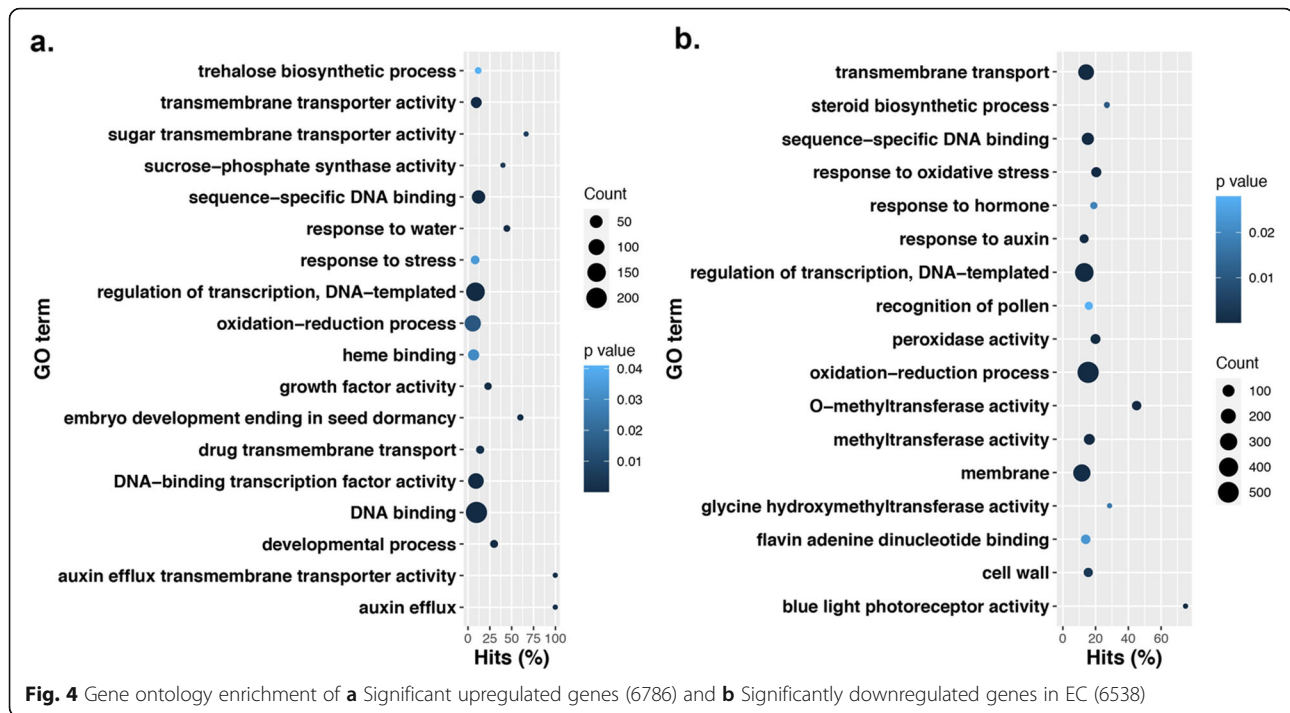 a.
trehalose biosynthetic process
transmembrane transporter activity
sugar transmembrane transporter activity
sucrose−phosphate synthase activity
sequence−specific DNA binding
response to water
response to stress
regulation of transcription, DNA−templated
oxidation−reduction process
heme binding
growth factor activity
embryo development ending in seed dormancy
drug transmembrane transport
DNA−binding transcription factor activity
DNA binding
developmental process
auxin efflux transmembrane transporter activity
auxin efflux
GO term
0 25 50 75 100
Hits (%)
Count
50
100
150
200
p value
0.04
0.03
0.02
0.01
b.
transmembrane transport
steroid biosynthetic process
sequence−specific DNA binding
response to oxidative stress
response to hormone
response to auxin
regulation of transcription, DNA−templated
recognition of pollen
peroxidase activity
oxidation−reduction process
O−methyltransferase activity
methyltransferase activity
membrane
glycine hydroxymethyltransferase activity
flavin adenine dinucleotide binding
cell wall
blue light photoreceptor activity
GO term
0 20 40 60
Hits (%)
p value
0.02
0.01
Count
100
200
300
400
500
Fig. 4 Gene ontology enrichment of a Significant upregulated genes (6786) and b Significantly downregulated genes in EC (6538)